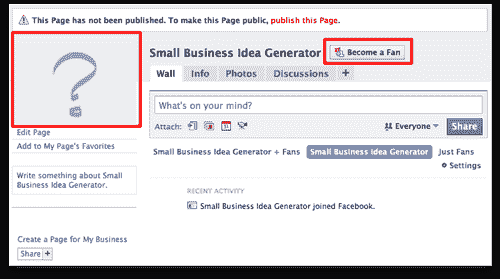 This Page has not been published. To make this Page public, publish this Page.
Small Business Idea Generator
Become a Fan
Wall Info Photos Discussions +
What's on your mind?
Attach: 31 Everyone Share
Edit Page
Add to My Page's Favorites
Small Business Idea Generator + Fans Small Business Idea Generator Just Fans
Settings
Write something about Small
Business Idea Generator.
RECENT ACTIVITY
Small Business Idea Generator joined Facebook.
Create a Page for My Business
Share +